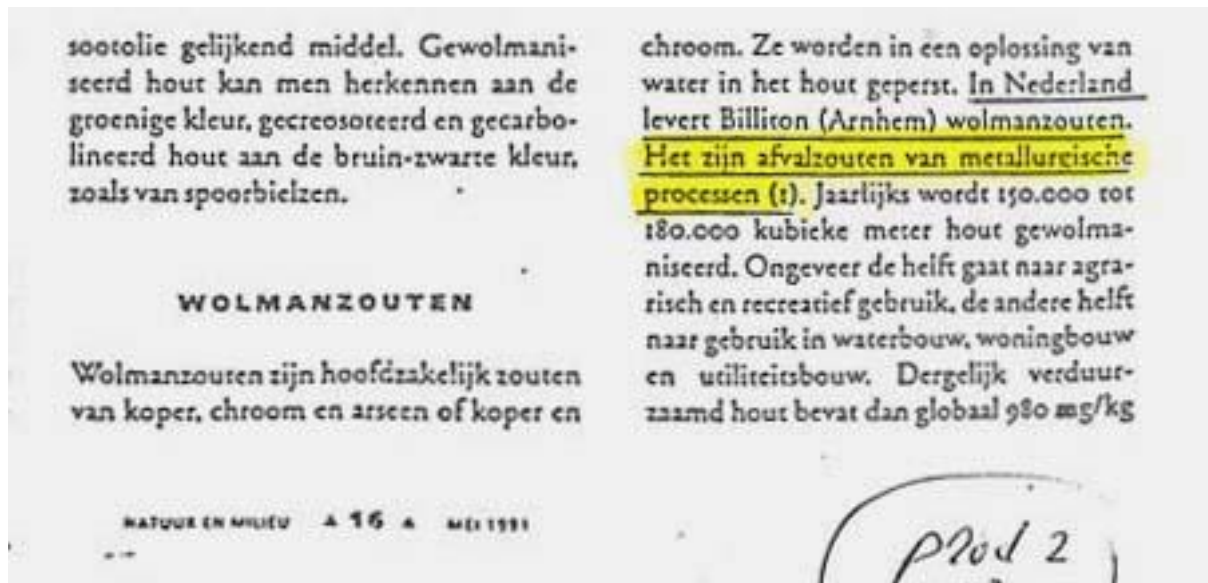 sootolie gelijkend middel. Gewolmani-
seerd hout kan men herkennen aan de
groenige kleur, gecreosoteerd en gecarbo-
lineerd hout aan de bruin-zwarte kleur,
zoals van spoorbielzen.
WOLMANZOUTEN
Wolmanzouten zijn hoofdzakelijk zouten
van koper, chroom en arseen of koper en
NATUUR EN MILIEU 16 MEI 1991
chroom. Ze worden in een oplossing van
water in het hout geperst. In Nederland
levert Billiton (Arnhem) wolmanzouten.
Het zijn afvalzouten van metallurgische
processen (1). Jaarlijks wordt 150.000 tot
180.000 kubieke meter hout gewolma-
niseerd. Ongeveer de helft gaat naar agra-
risch en recreatief gebruik, de andere helft
naar gebruik in waterbouw, woningbouw
en utiliteitsbouw. Dergelijk verduur-
zaamd hout bevat dan globaal 980 mg/kg
prod 2